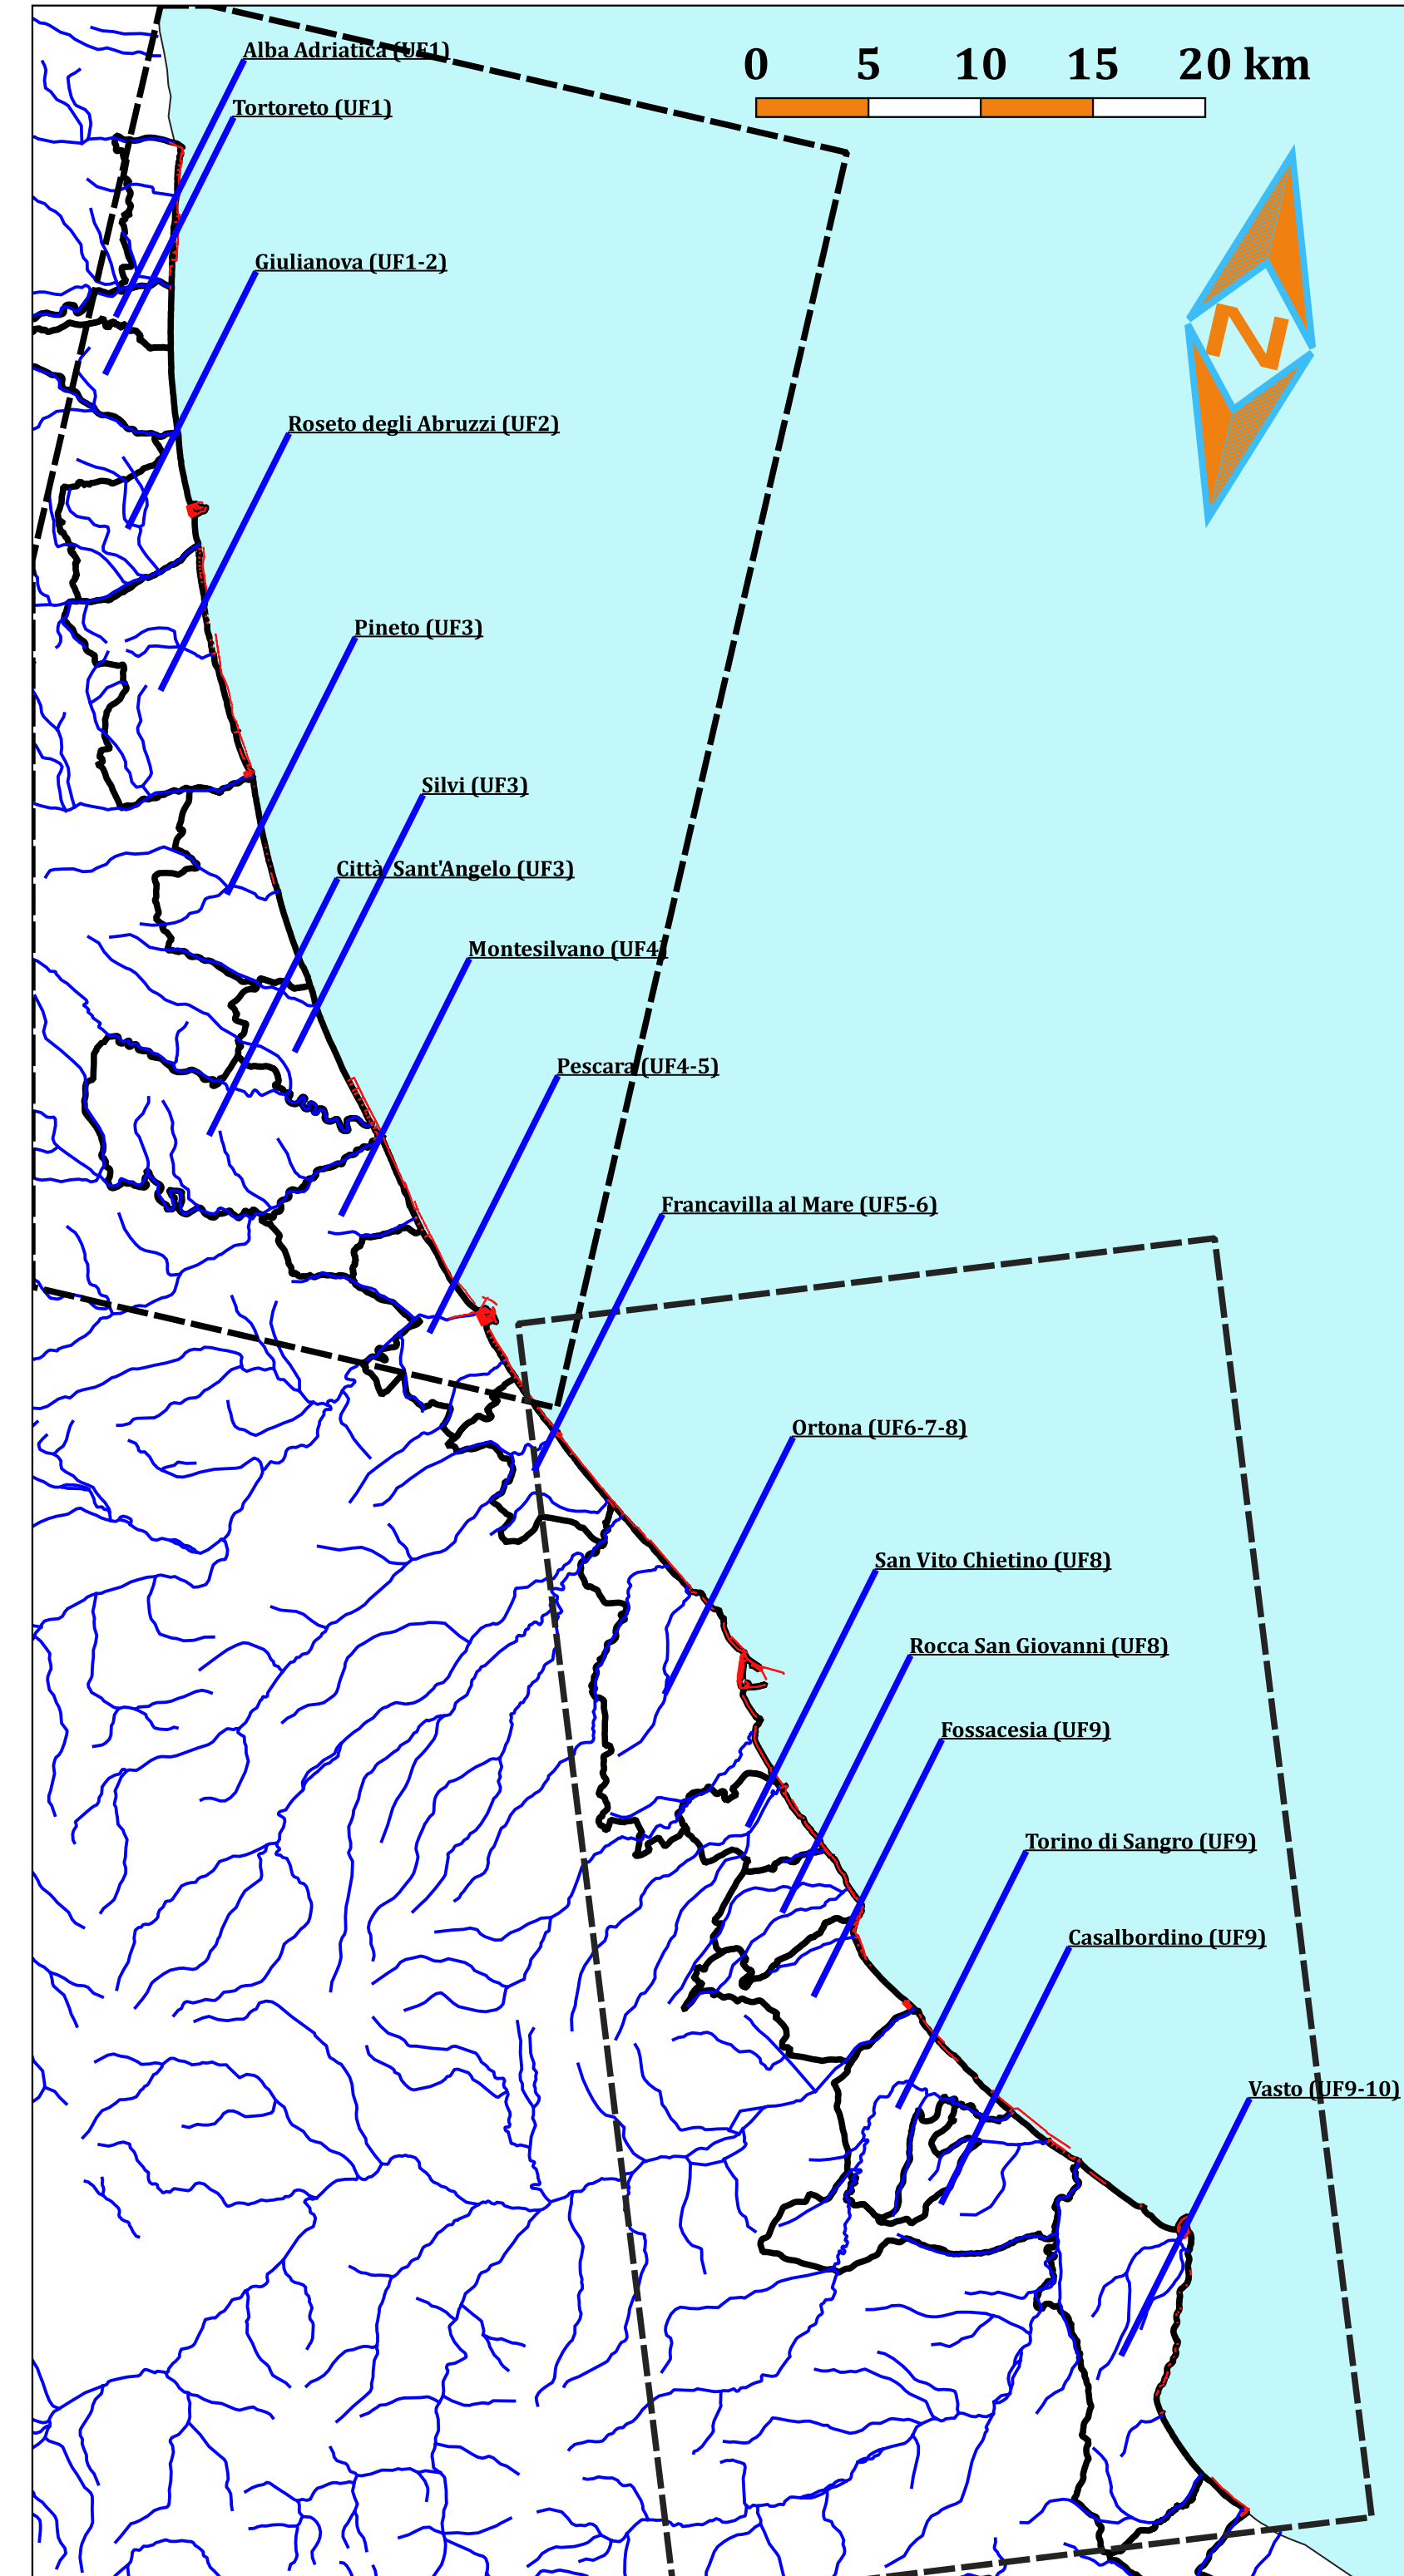 Alba Adriatica (UF1)
0 5 10 15 20 km
Tortoreto (UF1)
Giulianova (UF1-2)
N
Roseto degli Abruzzi (UF2)
Pineto (UF3)
Silvi (UF3)
Città Sant'Angelo (UF3)
Montesilvano (UF4)
Pescara (UF4-5)
Francavilla al Mare (UF5-6)
Ortona (UF6-7-8)
San Vito Chietino (UF8)
Rocca San Giovanni (UF8)
Fossacesia (UF9)
Torino di Sangro (UF9)
Casalbordino (UF9)
Vasto (UF9-10)